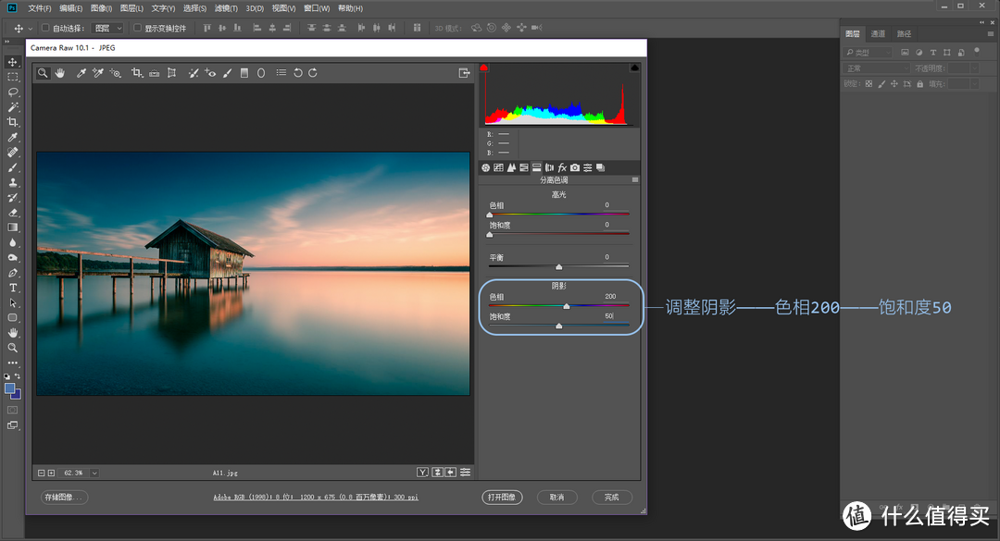 Ps 文件(F) 编辑(E) 图像(I) 图层(L) 文字(Y) 选择(S) 滤镜(T) 3D(D) 视图(V) 窗口(W) 帮助(H)
自动选择: 图层 显示变换控件 3D 模式:
Camera Raw 10.1 - JPEG
图层 通道 路径
类型
正常 不透明度:
锁定: 填充:
R:
G:
B:
fx
分离色调
高光
色相 0
饱和度 0
平衡 0
阴影
色相 200
饱和度 50
调整阴影——色相200——饱和度50
62.3% A11.jpg Y
存储图像... Adobe RGB (1998); 8 位; 1200 x 675 (0.8 百万像素); 300 ppi 打开图像 取消 完成
值 什么值得买